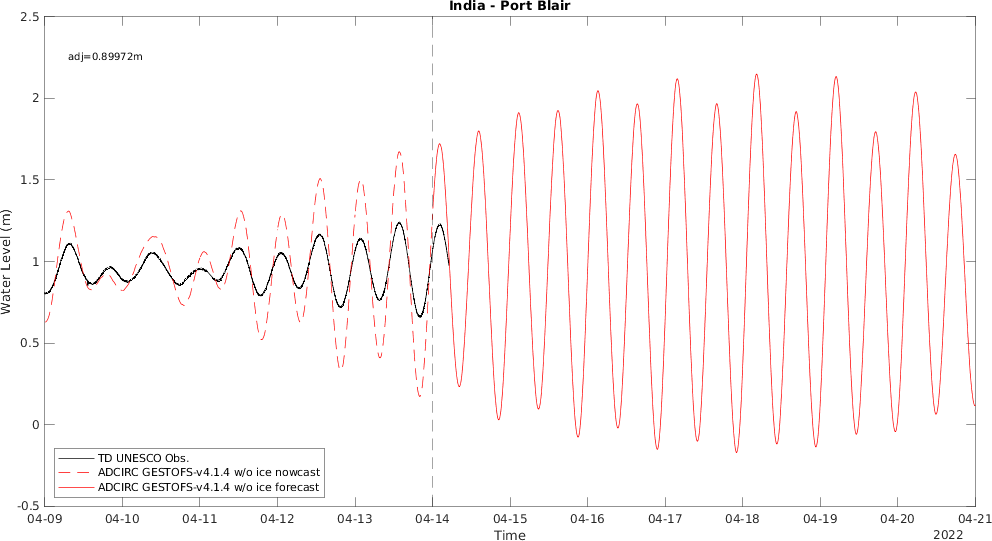 India - Port Blair
adj=0.89972m
Water Level (m)
2.5
2
1.5
1
0.5
0
-0.5
TD UNESCO Obs.
ADCIRC GESTOFS-v4.1.4 w/o ice nowcast
ADCIRC GESTOFS-v4.1.4 w/o ice forecast
04-09 04-10 04-11 04-12 04-13 04-14 04-15 04-16 04-17 04-18 04-19 04-20 04-21
Time
2022